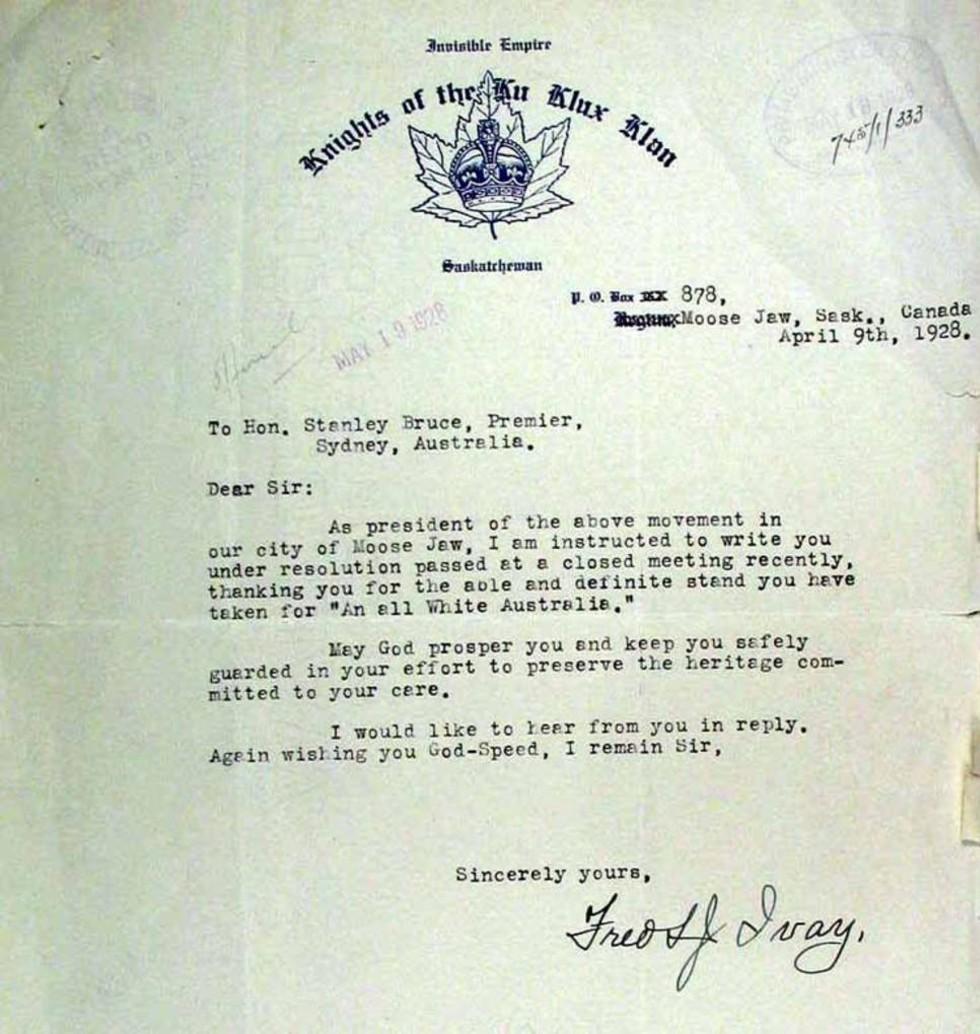 Invisible Empire
Knights of the Ku Klux Klan
745/1/333
Saskatchewan
P. O. Box 878,
Moose Jaw, Sask., Canada
MAY 19 1928
April 9th, 1928.
To Hon. Stanley Bruce, Premier,
Sydney, Australia.
Dear Sir:
As president of the above movement in
our city of Moose Jaw, I am instructed to write you
under resolution passed at a closed meeting recently,
thanking you for the able and definite stand you have
taken for "An all White Australia."
May God prosper you and keep you safely
guarded in your effort to preserve the heritage com-
mitted to your care.
I would like to hear from you in reply.
Again wishing you God-Speed, I remain Sir,
Sincerely yours,
Ivay.